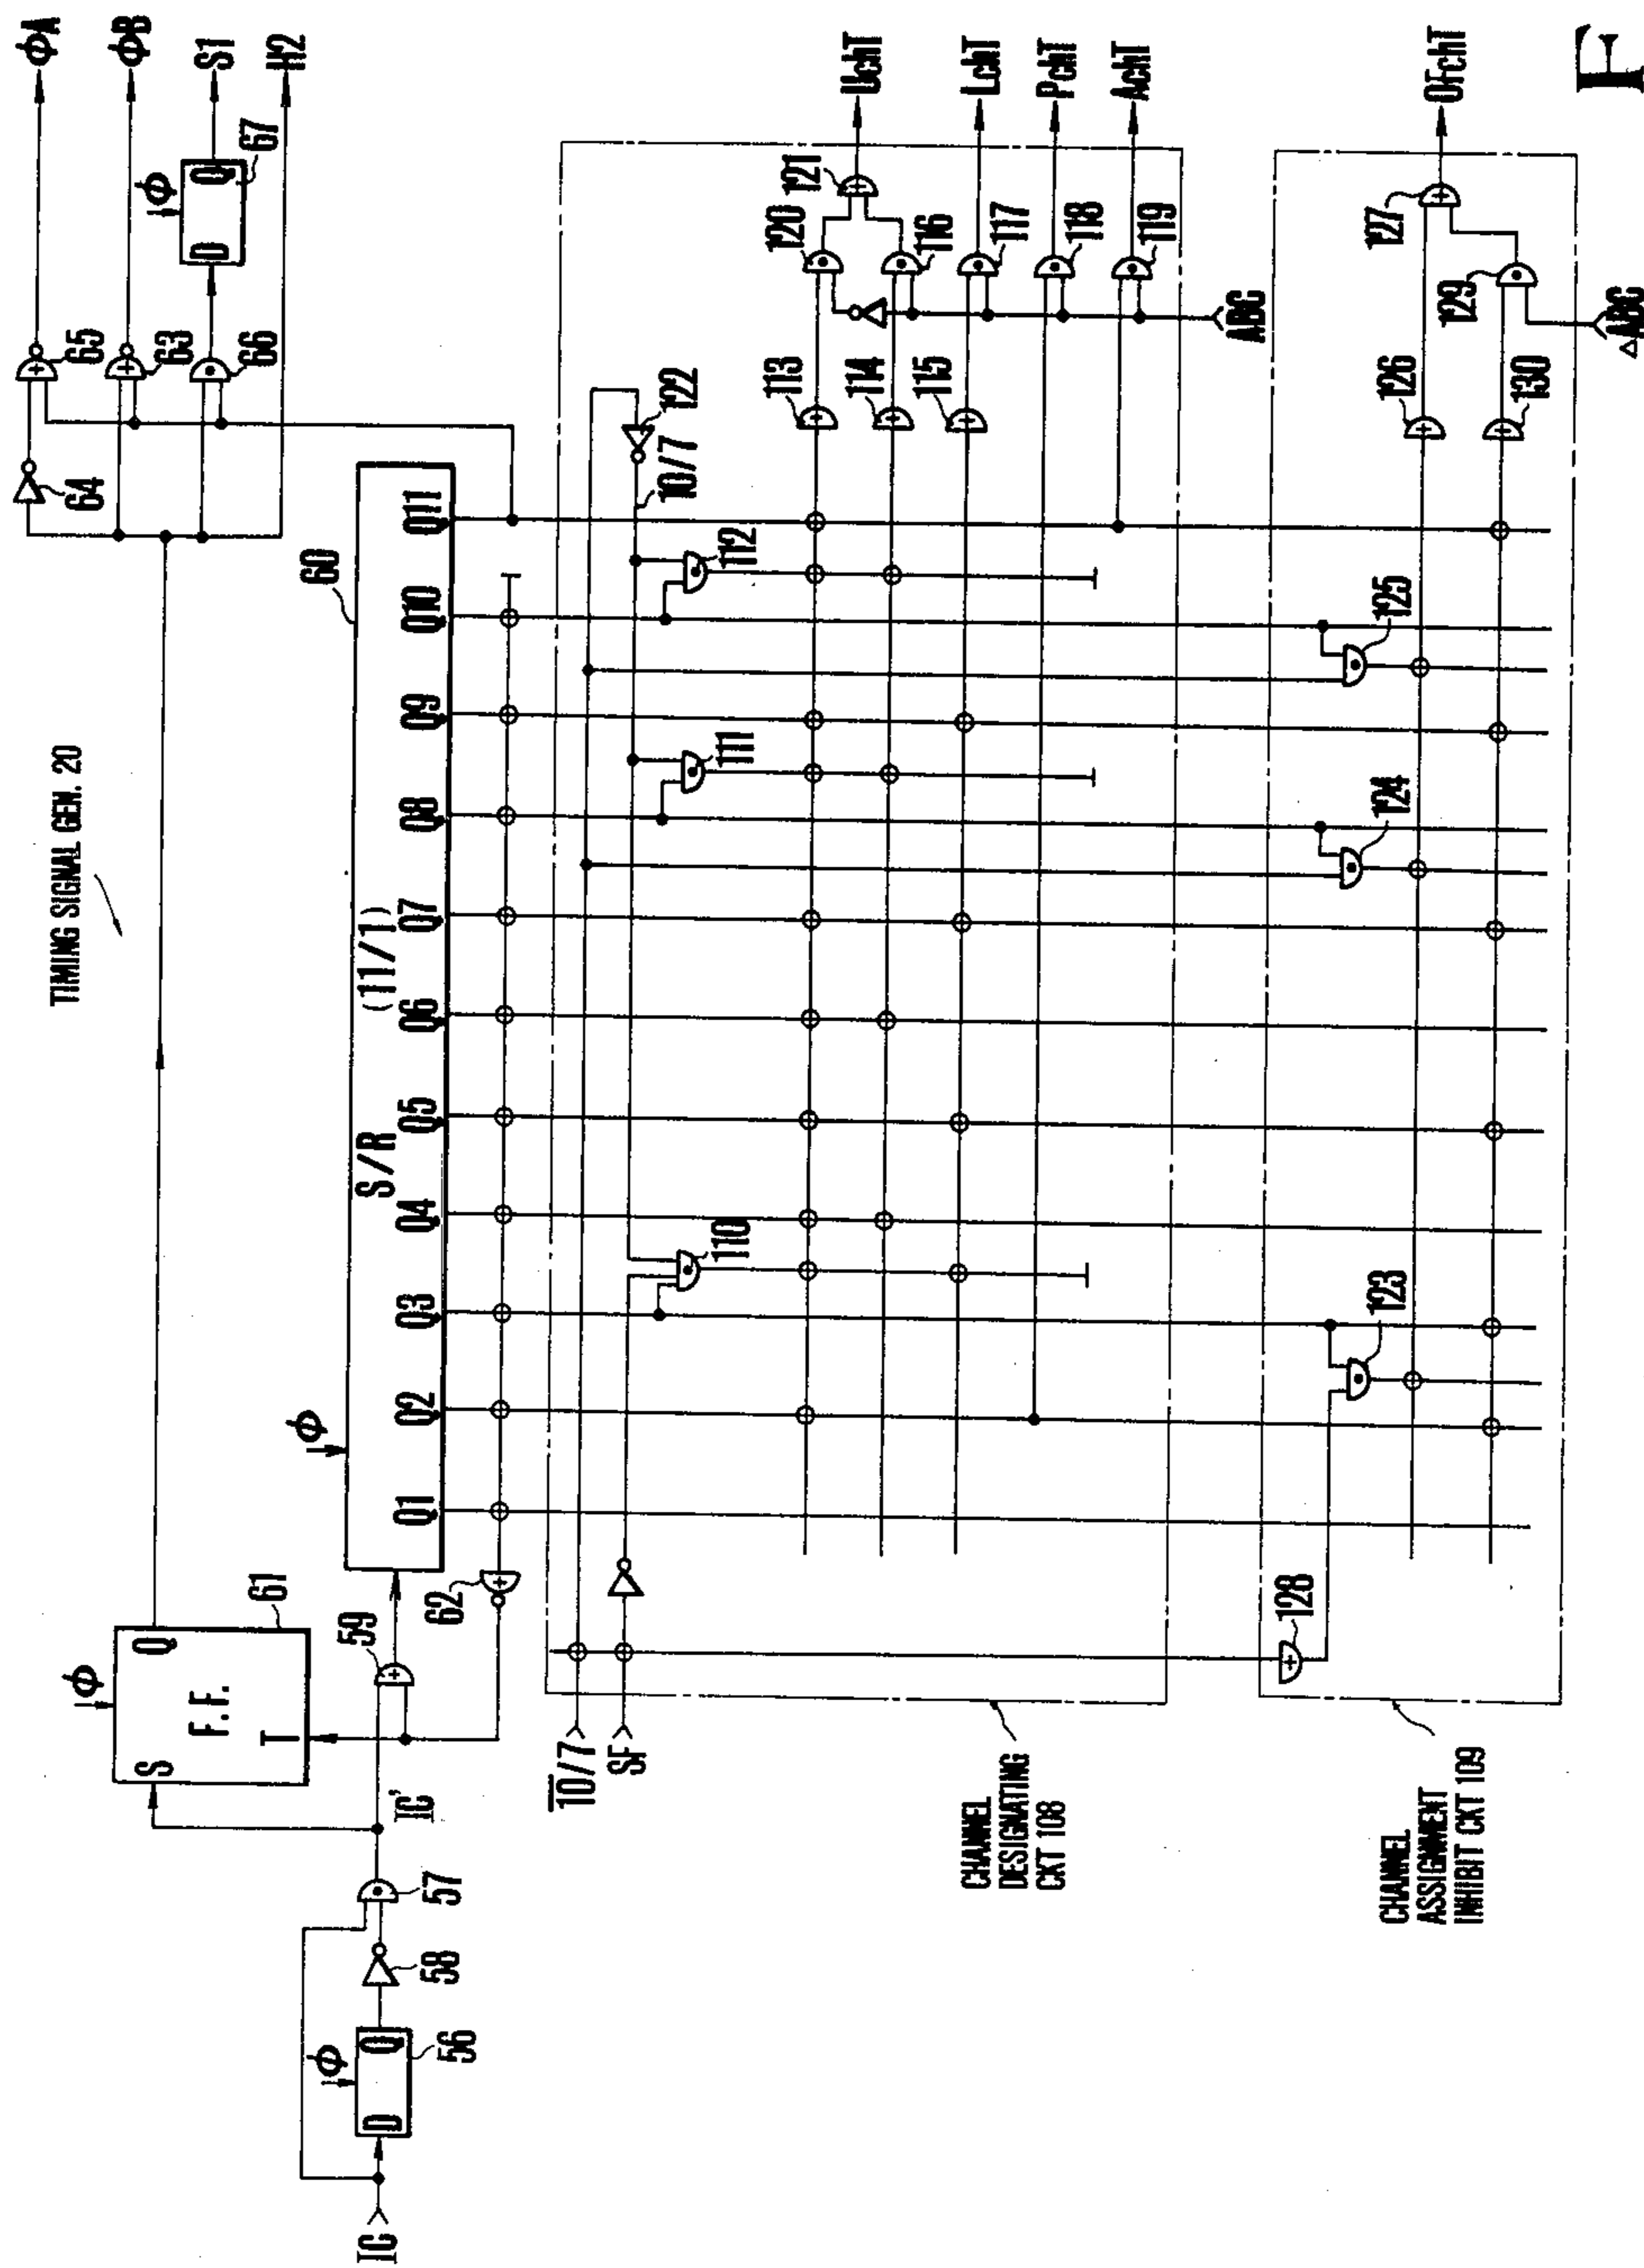 TIMING SIGNAL GEN. 20
φA
φB
S1
H2
65
64
63
66
φ
D
Q
67
φ
S
Q
F.F.
T
61
IC
φ
D
Q
56
58
57
IC'
59
φ
60
S/R
(11/1)
Q1
Q2
Q3
Q4
Q5
Q6
Q7
Q8
Q9
Q10
Q11
62
10/7
SF
122
10/7
110
111
112
113
114
115
120
121
116
117
118
119
UchT
LchT
PchT
AchT
ABC
CHANNEL
DESIGNATING
CKT 108
128
123
124
125
126
127
129
130
OFchT
△ABC
CHANNEL
ASSIGNMENT
INHIBIT CKT 109
F